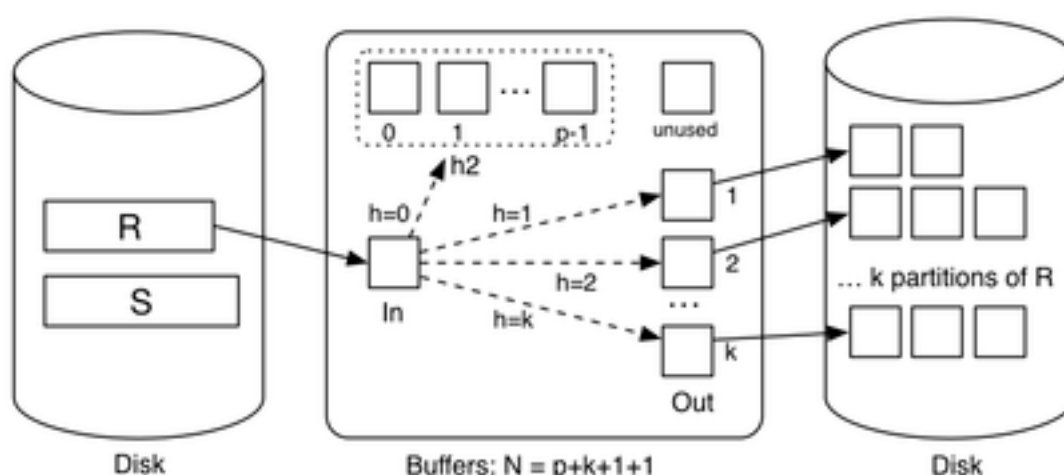 0 1 ... p-1
unused
h2
R
h=0
h=1
1
S
In
h=2
2
...
... k partitions of R
h=k
k
Out
Disk
Buffers: N = p+k+1+1
Disk